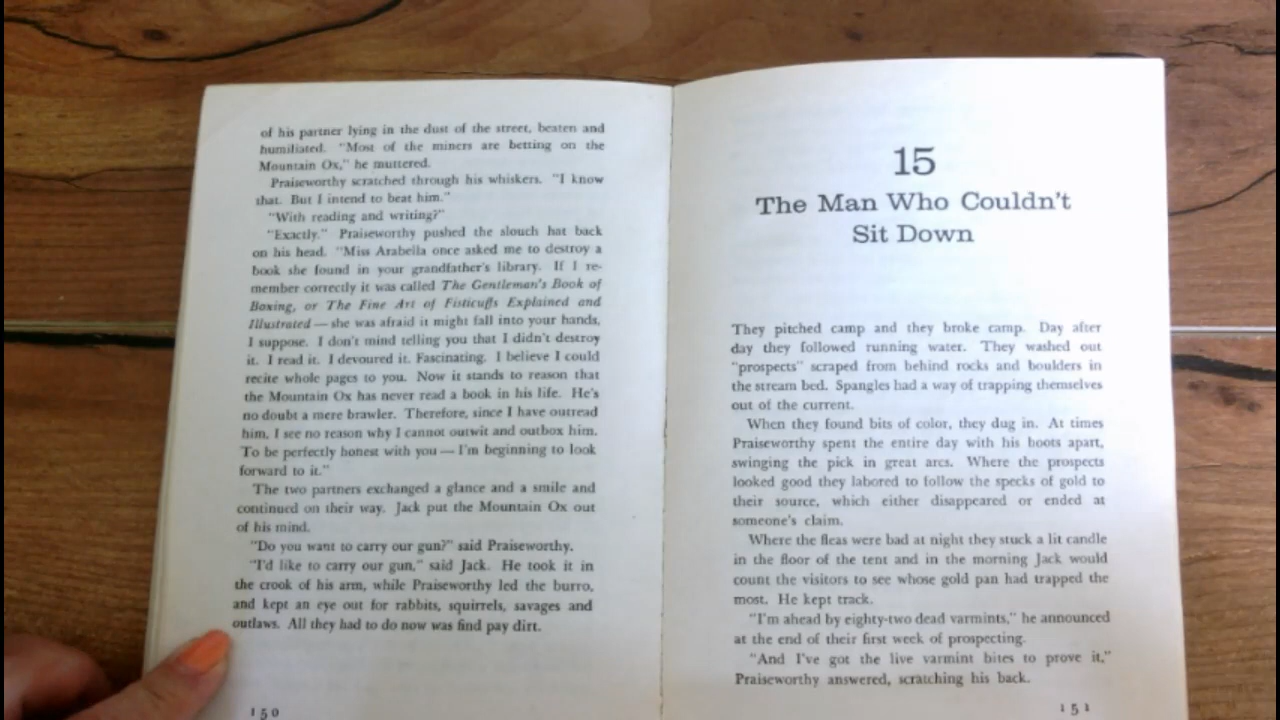 of his partner lying in the dust of the street, beaten and
humiliated. "Most of the miners are betting on the
Mountain Ox," he muttered.
Praiseworthy scratched through his whiskers. "I know
that. But I intend to beat him."
"With reading and writing?"
"Exactly." Praiseworthy pushed the slouch hat back
on his head. "Miss Arabella once asked me to destroy a
book she found in your grandfather's library. If I re-
member correctly it was called The Gentleman's Book of
Boxing, or The Fine Art of Fisticuffs Explained and
Illustrated — she was afraid it might fall into your hands,
I suppose. I don't mind telling you that I didn't destroy
it. I read it. I devoured it. Fascinating. I believe I could
recite whole pages to you. Now it stands to reason that
the Mountain Ox has never read a book in his life. He's
no doubt a mere brawler. Therefore, since I have outread
him, I see no reason why I cannot outwit and outbox him.
To be perfectly honest with you — I'm beginning to look
forward to it."
The two partners exchanged a glance and a smile and
continued on their way. Jack put the Mountain Ox out
of his mind.
"Do you want to carry our gun?" said Praiseworthy.
"I'd like to carry our gun," said Jack. He took it in
the crook of his arm, while Praiseworthy led the burro,
and kept an eye out for rabbits, squirrels, savages and
outlaws. All they had to do now was find pay dirt.
150
15
The Man Who Couldn't
Sit Down
They pitched camp and they broke camp. Day after
day they followed running water. They washed out
"prospects" scraped from behind rocks and boulders in
the stream bed. Spangles had a way of trapping themselves
out of the current.
When they found bits of color, they dug in. At times
Praiseworthy spent the entire day with his boots apart,
swinging the pick in great arcs. Where the prospects
looked good they labored to follow the specks of gold to
their source, which either disappeared or ended at
someone's claim.
Where the fleas were bad at night they stuck a lit candle
in the floor of the tent and in the morning Jack would
count the visitors to see whose gold pan had trapped the
most. He kept track.
"I'm ahead by eighty-two dead varmints," he announced
at the end of their first week of prospecting.
"And I've got the live varmint bites to prove it,"
Praiseworthy answered, scratching his back.
151